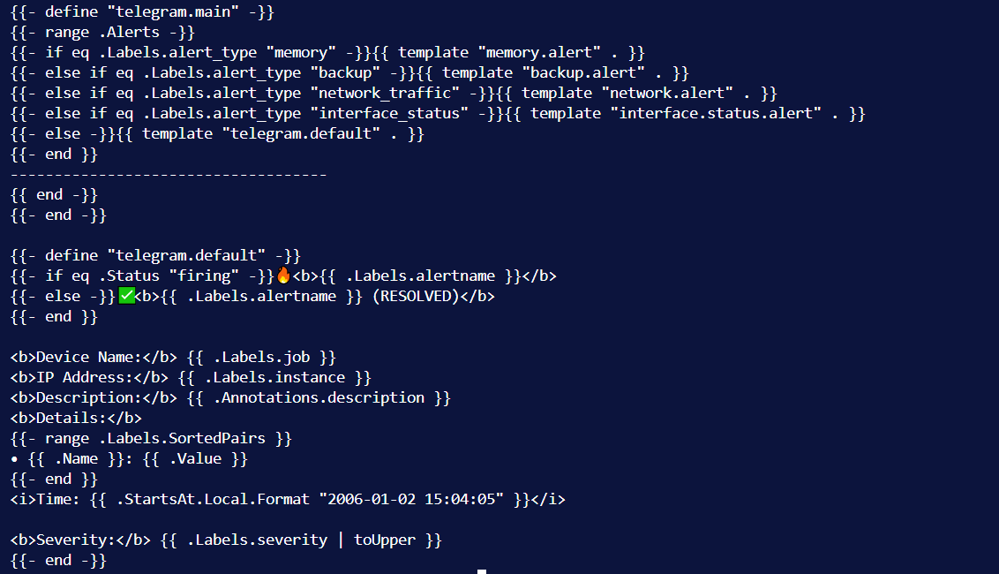 {{- define "telegram.main" -}}
{{- range .Alerts -}}
{{- if eq .Labels.alert_type "memory" -}}{{ template "memory.alert" . }}
{{- else if eq .Labels.alert_type "backup" -}}{{ template "backup.alert" . }}
{{- else if eq .Labels.alert_type "network_traffic" -}}{{ template "network.alert" . }}
{{- else if eq .Labels.alert_type "interface_status" -}}{{ template "interface.status.alert" . }}
{{- else -}}{{ template "telegram.default" . }}
{{- end }}
------------------------------------
{{ end -}}
{{- end -}}

{{- define "telegram.default" -}}
{{- if eq .Status "firing" -}}🔥<b>{{ .Labels.alertname }}</b>
{{- else -}}✅<b>{{ .Labels.alertname }} (RESOLVED)</b>
{{- end }}

<b>Device Name:</b> {{ .Labels.job }}
<b>IP Address:</b> {{ .Labels.instance }}
<b>Description:</b> {{ .Annotations.description }}
<b>Details:</b>
{{- range .Labels.SortedPairs }}
• {{ .Name }}: {{ .Value }}
{{- end }}
<i>Time: {{ .StartsAt.Local.Format "2006-01-02 15:04:05" }}</i>

<b>Severity:</b> {{ .Labels.severity | toUpper }}
{{- end -}}